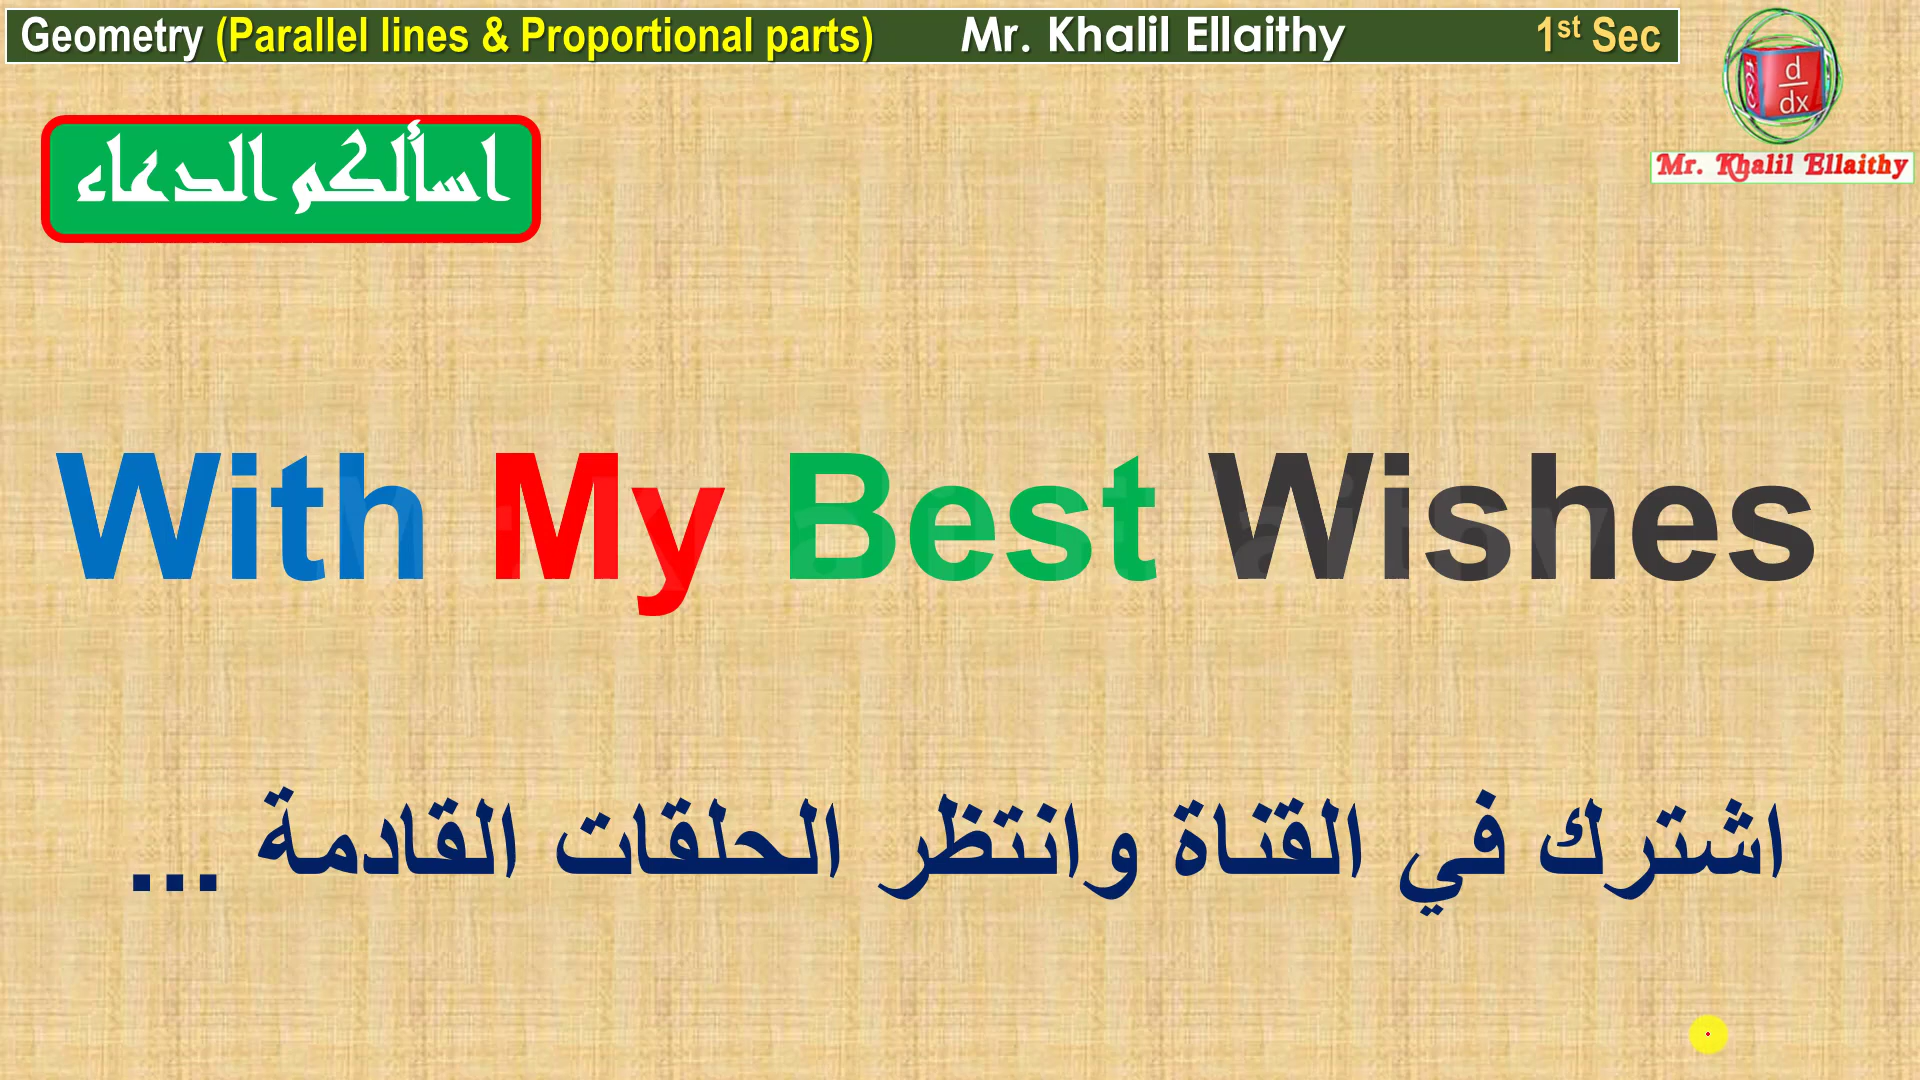 Geometry (Parallel lines & Proportional parts) Mr. Khalil Ellaithy 1st Sec
d
dx
Mr. Khalil Ellaithy
اسألكم الدعاء
With My Best Wishes
اشترك في القناة وانتظر الحلقات القادمة ...